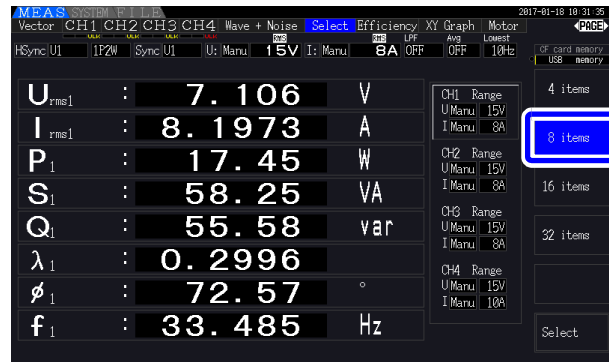 MEAS SYSTEM FILE 2017-01-18 10:31:35
Vector CH1 CH2 CH3 CH4 Wave + Noise Select Efficiency XY Graph Motor PAGE
HSync U1 1P2W Sync U1 U: Manu RMS 15V I: Manu RMS 8A LPF OFF Avg OFF Lowest 10Hz
CF card memory
USB memory
Urms1 : 7.106 V
Irms1 : 8.1973 A
P1 : 17.45 W
S1 : 58.25 VA
Q1 : 55.58 var
λ1 : 0.2996
ø1 : 72.57 °
f1 : 33.485 Hz
CH1 Range
U Manu 15V
I Manu 8A
CH2 Range
U Manu 15V
I Manu 8A
CH3 Range
U Manu 15V
I Manu 8A
CH4 Range
U Manu 15V
I Manu 10A
4 items
8 items
16 items
32 items
Select